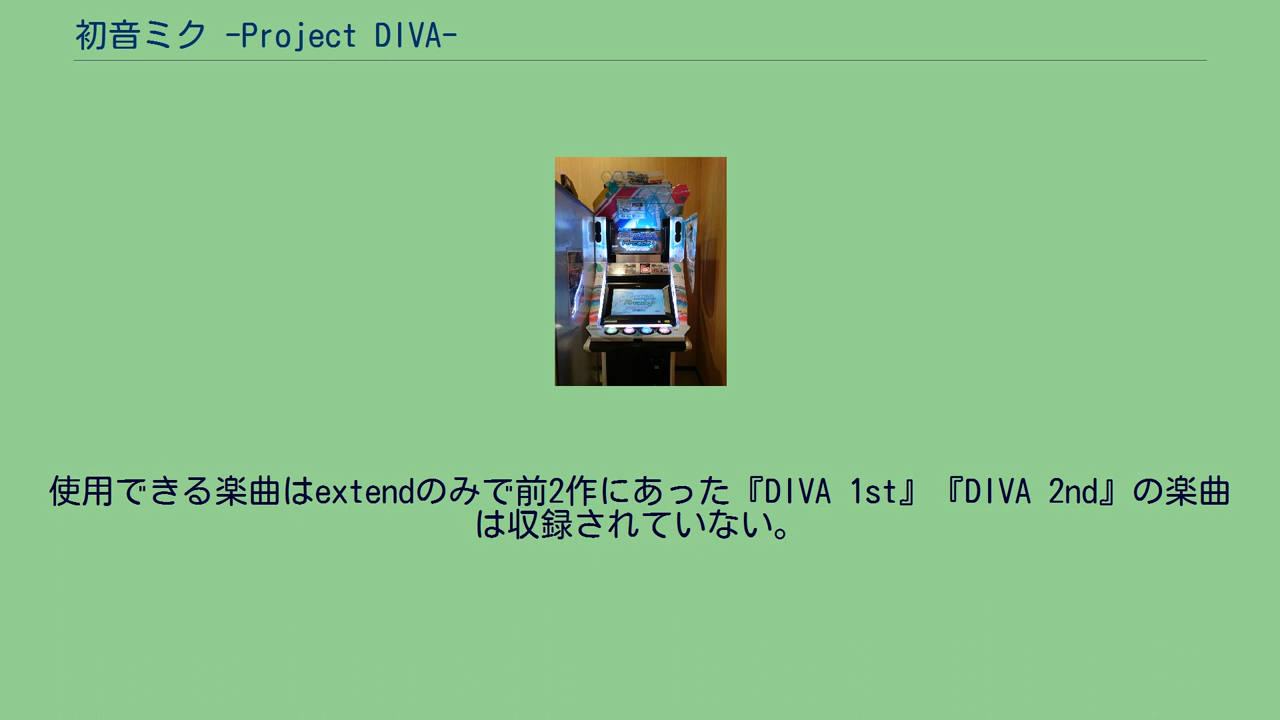 初音ミク -Project DIVA-
使用できる楽曲はextendのみで前2作にあった『DIVA 1st』『DIVA 2nd』の楽曲
は収録されていない。